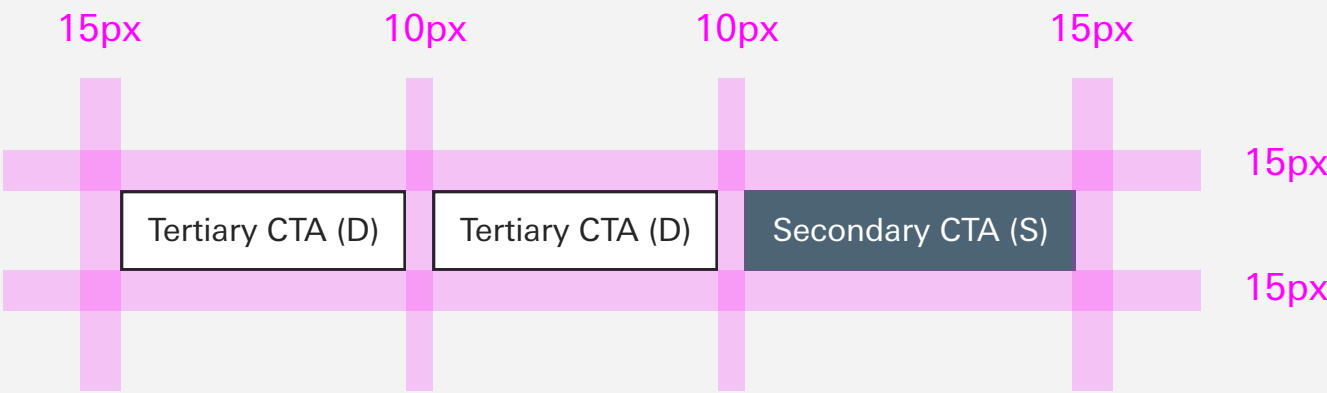 15px 10px 10px 15px
15px
Tertiary CTA (D) Tertiary CTA (D) Secondary CTA (S)
15px